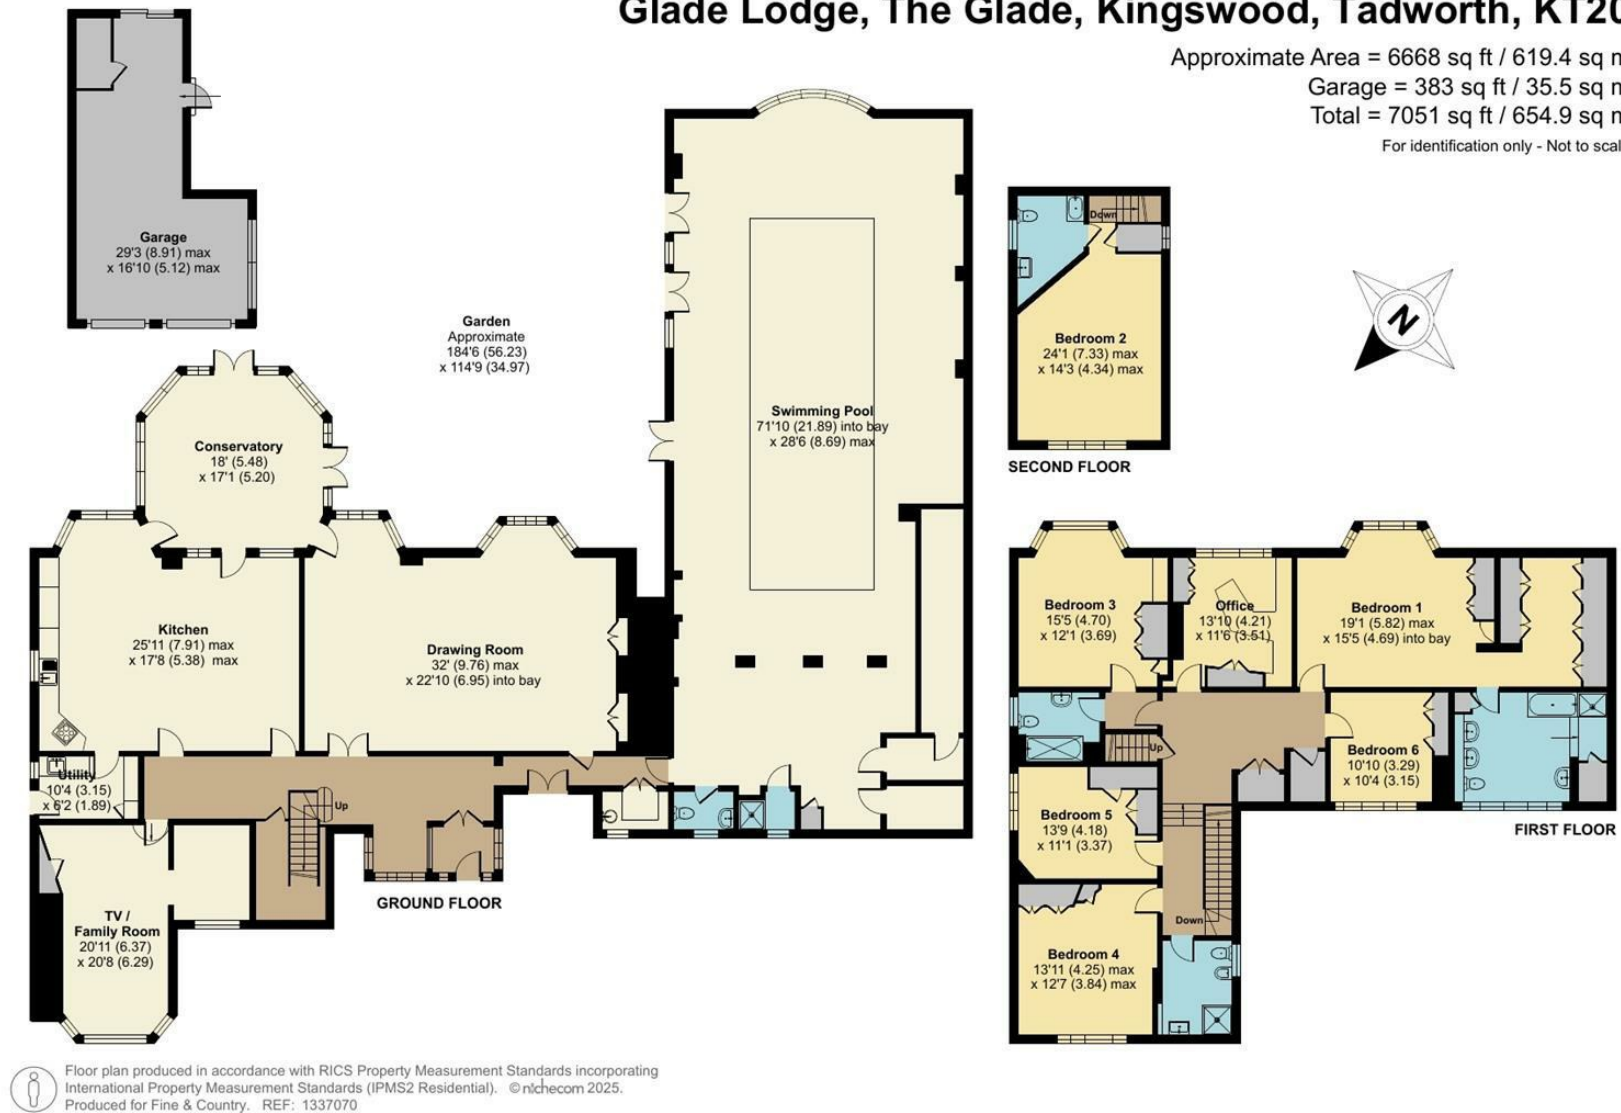 Glade Lodge, The Glade, Kingswood, Tadworth, KT20
Approximate Area = 6668 sq ft / 619.4 sq m
Garage = 383 sq ft / 35.5 sq m
Total = 7051 sq ft / 654.9 sq m
For identification only - Not to scal
Garage
29'3 (8.91) max
x 16'10 (5.12) max
Garden
Approximate
184'6 (56.23)
x 114'9 (34.97)
Conservatory
18' (5.48)
x 17'1 (5.20)
Swimming Pool
71'10 (21.89) into bay
x 28'6 (8.69) max
Kitchen
25'11 (7.91) max
x 17'8 (5.38) max
Drawing Room
32' (9.76) max
x 22'10 (6.95) into bay
Utility
10'4 (3.15)
x 6'2 (1.89)
Up
TV /
Family Room
20'11 (6.37)
x 20'8 (6.29)
GROUND FLOOR
Down
Bedroom 2
24'1 (7.33) max
x 14'3 (4.34) max
SECOND FLOOR
N
Bedroom 3
15'5 (4.70)
x 12'1 (3.69)
Office
13'10 (4.21)
x 11'6 (3.51)
Bedroom 1
19'1 (5.82) max
x 15'5 (4.69) into bay
Up
Bedroom 6
10'10 (3.29)
x 10'4 (3.15)
Bedroom 5
13'9 (4.18)
x 11'1 (3.37)
Down
Bedroom 4
13'11 (4.25) max
x 12'7 (3.84) max
FIRST FLOOR
Floor plan produced in accordance with RICS Property Measurement Standards incorporating
International Property Measurement Standards (IPMS2 Residential). © nichecom 2025.
Produced for Fine & Country. REF: 1337070